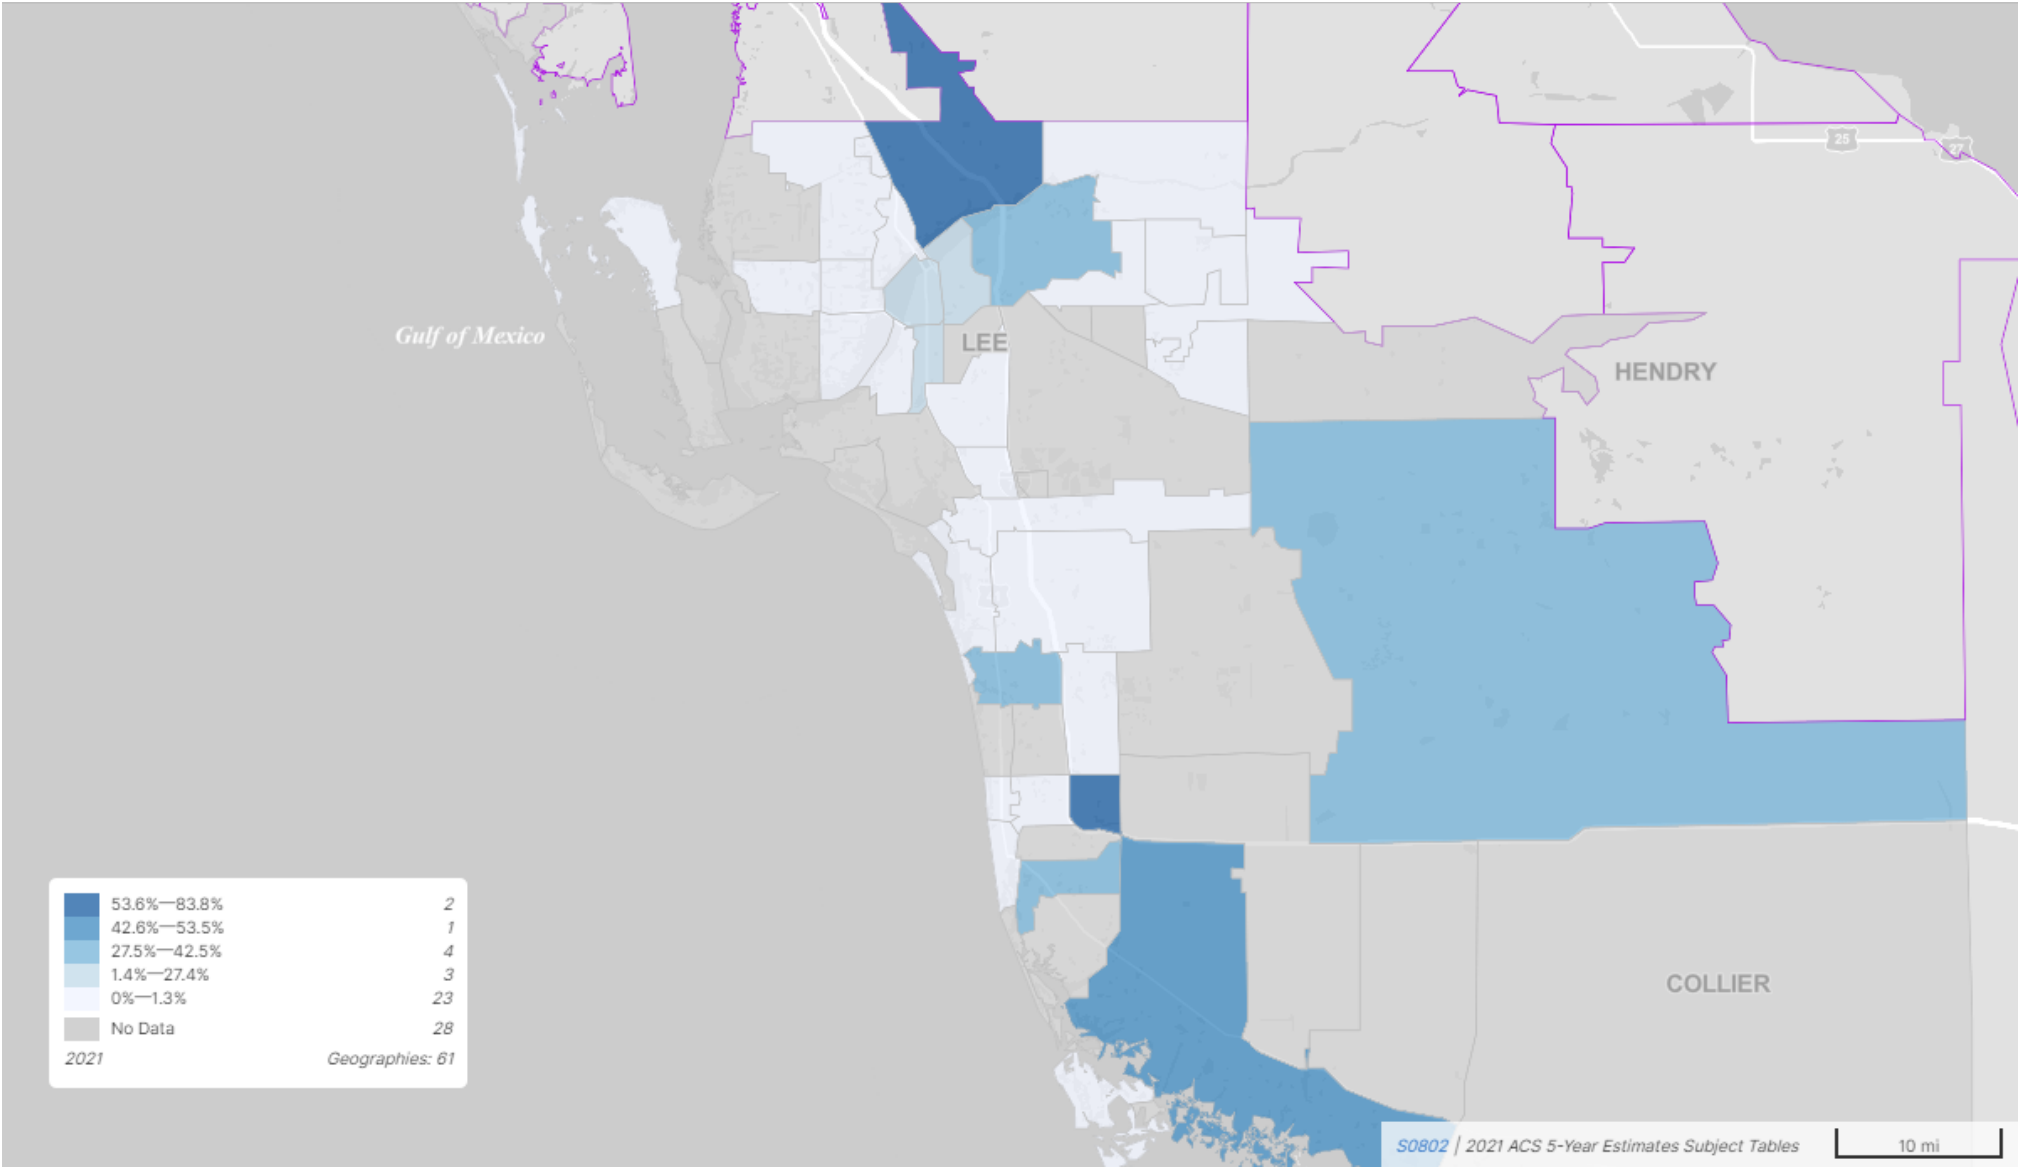 25
27
Gulf of Mexico
LEE
HENDRY
COLLIER
53.6%—83.8% 2
42.6%—53.5% 1
27.5%—42.5% 4
1.4%—27.4% 3
0%—1.3% 23
No Data 28
2021 Geographies: 61
S0802 | 2021 ACS 5-Year Estimates Subject Tables
10 mi